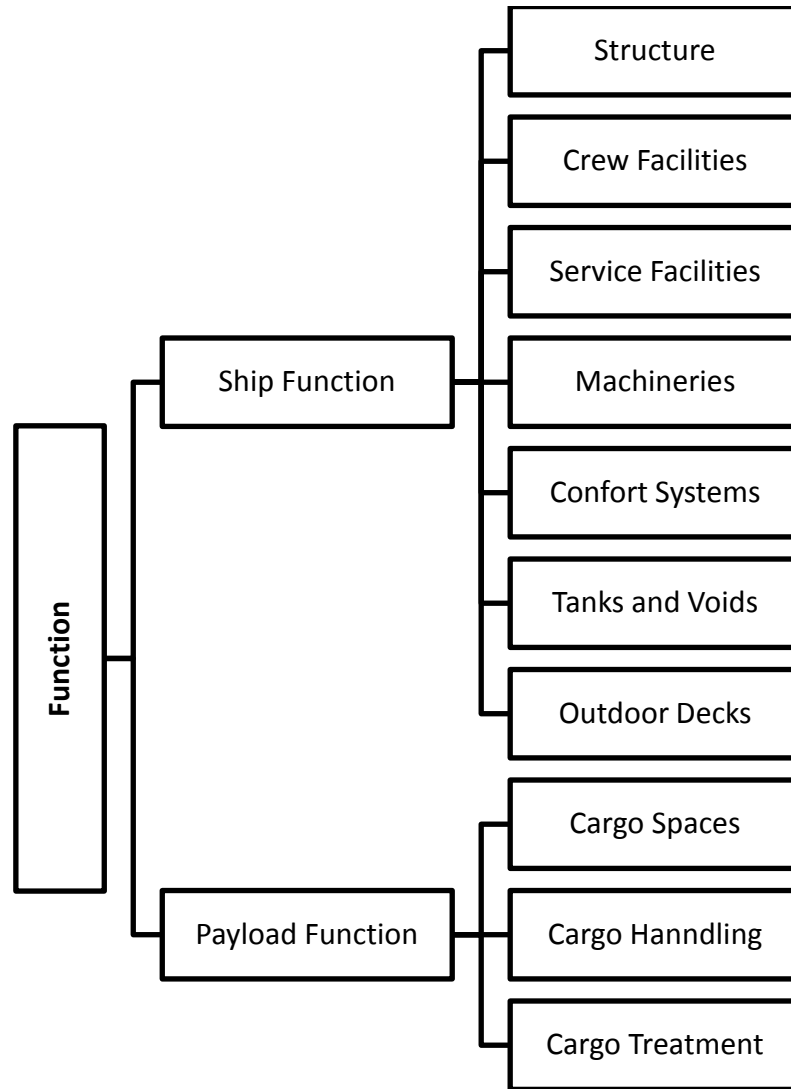 Structure
Crew Facilities
Service Facilities
Ship Function
Machineries
Confort Systems
Function
Tanks and Voids
Outdoor Decks
Cargo Spaces
Payload Function
Cargo Hanndling
Cargo Treatment